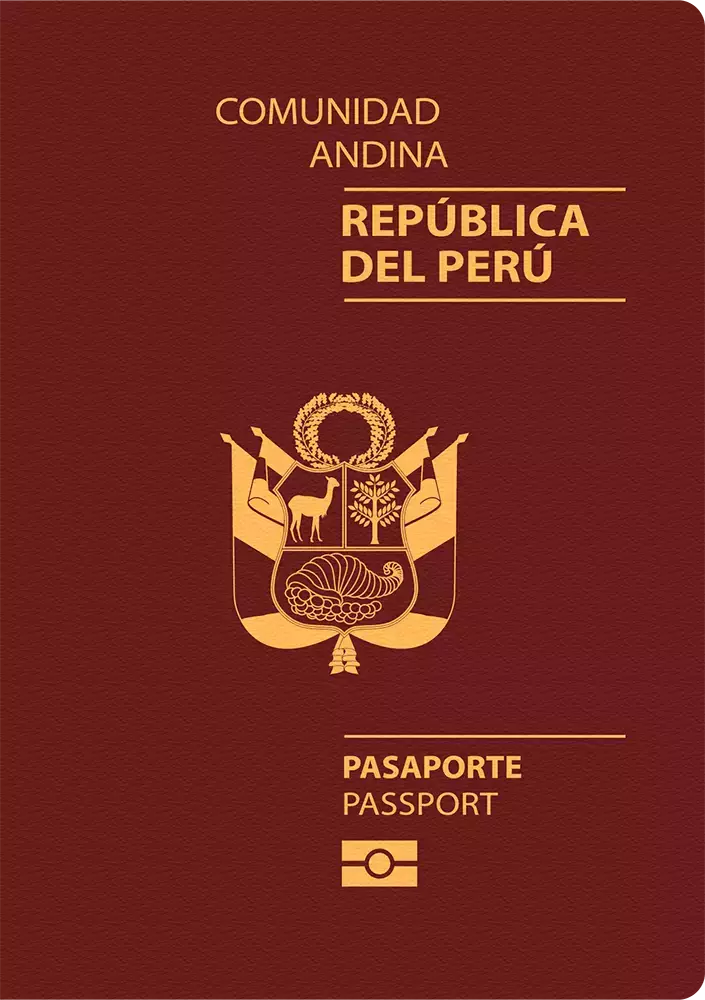 COMUNIDAD
ANDINA
REPÚBLICA
DEL PERÚ
PASAPORTE
PASSPORT